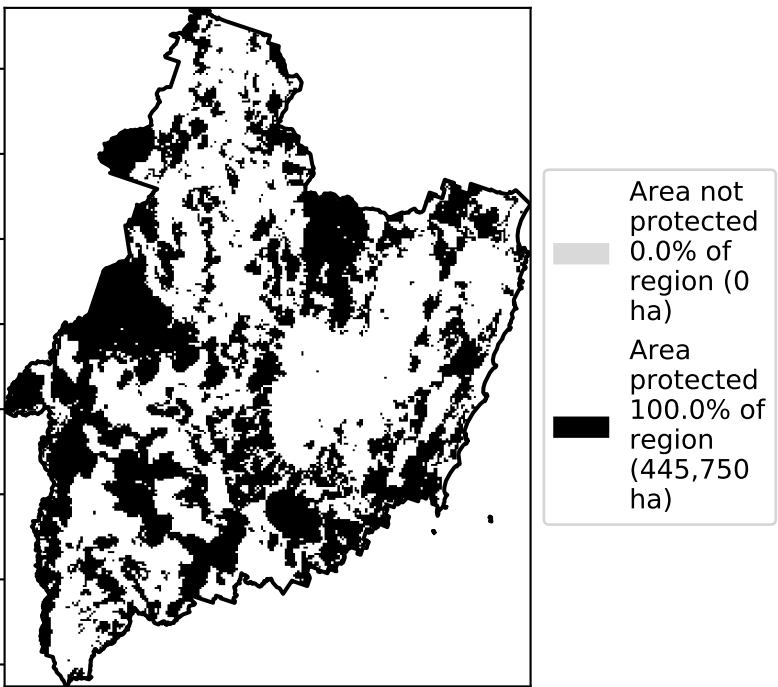 Area not
protected
0.0% of
region (0
ha)
Area
protected
100.0% of
region
(445,750
ha)